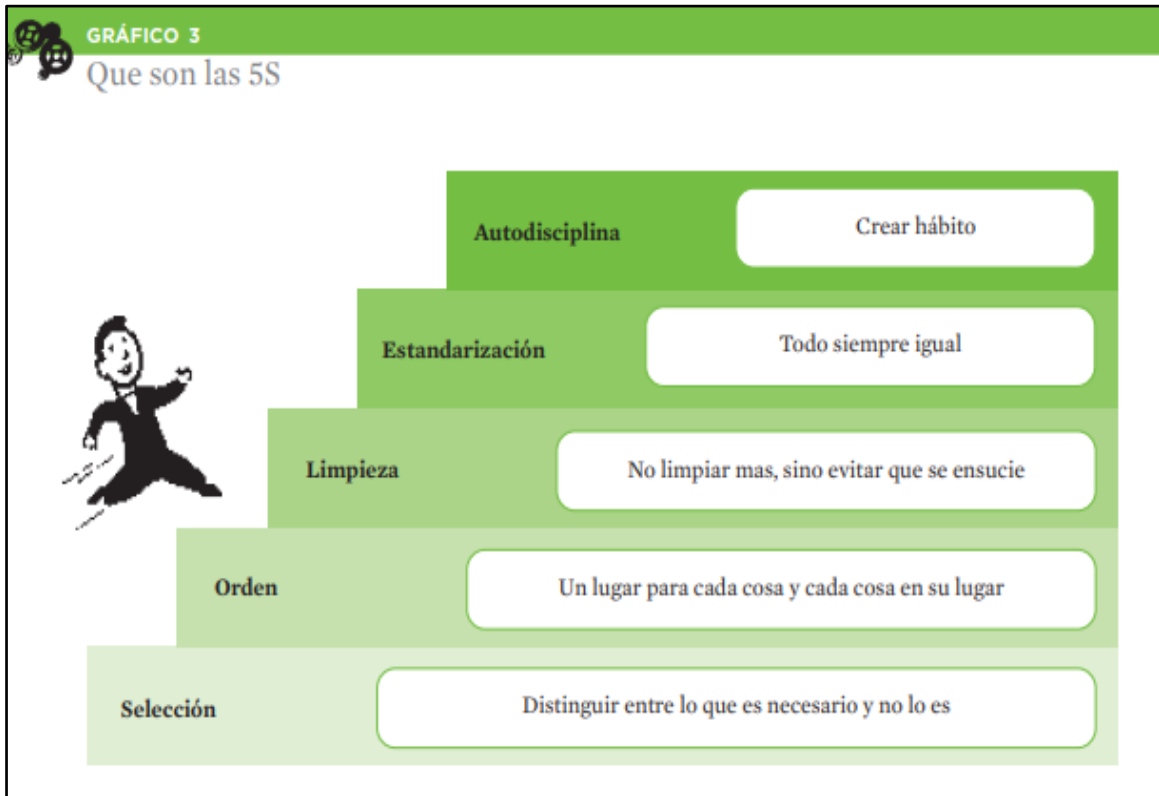 GRÁFICO 3
Que son las 5S
Autodisciplina
Crear hábito
Estandarización
Todo siempre igual
Limpieza
No limpiar mas, sino evitar que se ensucie
Orden
Un lugar para cada cosa y cada cosa en su lugar
Selección
Distinguir entre lo que es necesario y no lo es